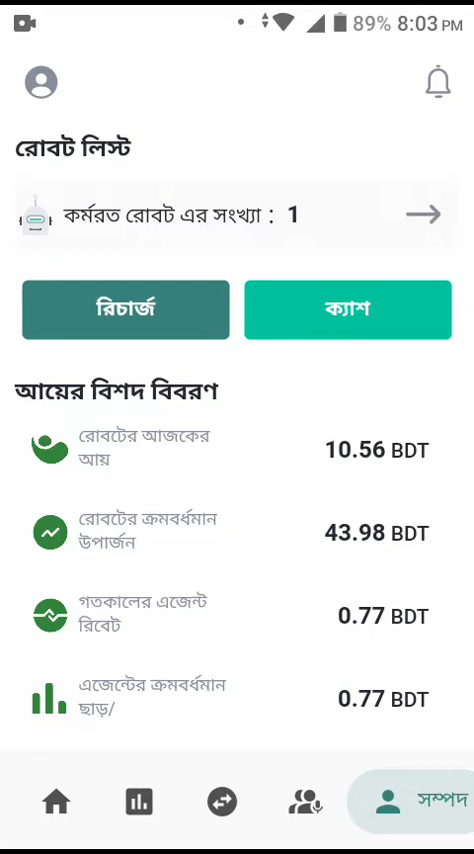 89% 8:03 PM
রোবট লিস্ট
কর্মরত রোবট এর সংখ্যা : 1
রিচার্জ ক্যাশ
আয়ের বিশদ বিবরণ
রোবটের আজকের
আয়
10.56 BDT
রোবটের ক্রমবর্ধমান
উপার্জন
43.98 BDT
গতকালের এজেন্ট
রিবেট
0.77 BDT
এজেন্টের ক্রমবর্ধমান
ছাড়/
0.77 BDT
সম্পদ